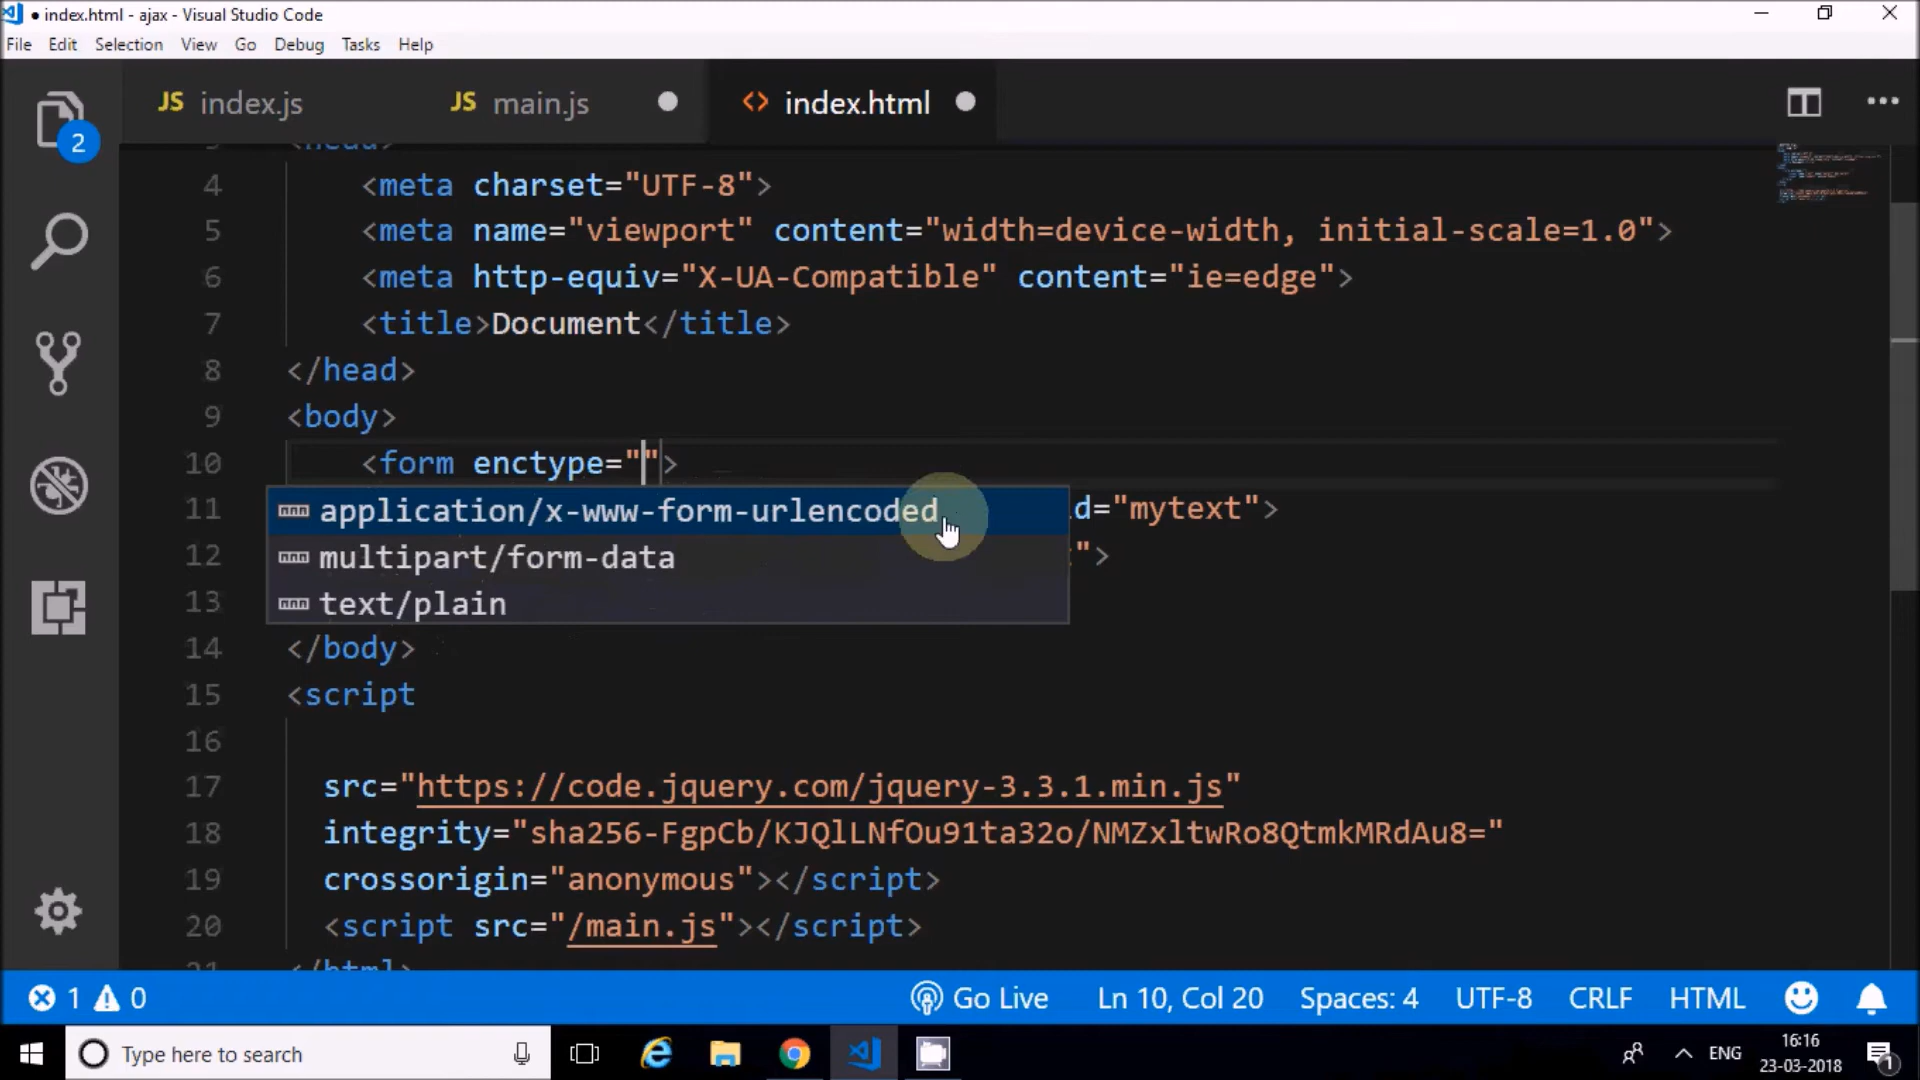 index.html - ajax - Visual Studio Code
File Edit Selection View Go Debug Tasks Help
JS index.js JS main.js <> index.html
2
<head>
4 <meta charset="UTF-8">
5 <meta name="viewport" content="width=device-width, initial-scale=1.0">
6 <meta http-equiv="X-UA-Compatible" content="ie=edge">
7 <title>Document</title>
8 </head>
9 <body>
10 <form enctype="">
11 application/x-www-form-urlencoded d="mytext">
12 multipart/form-data ">
13 text/plain
14 </body>
15 <script
16
17 src="https://code.jquery.com/jquery-3.3.1.min.js"
18 integrity="sha256-FgpCb/KJQlLNfOu91ta32o/NMZxltwRo8QtmkMRdAu8="
19 crossorigin="anonymous"></script>
20 <script src="/main.js"></script>
21 </html>
1 0 Go Live Ln 10, Col 20 Spaces: 4 UTF-8 CRLF HTML
Type here to search ENG 16:16
23-03-2018 1